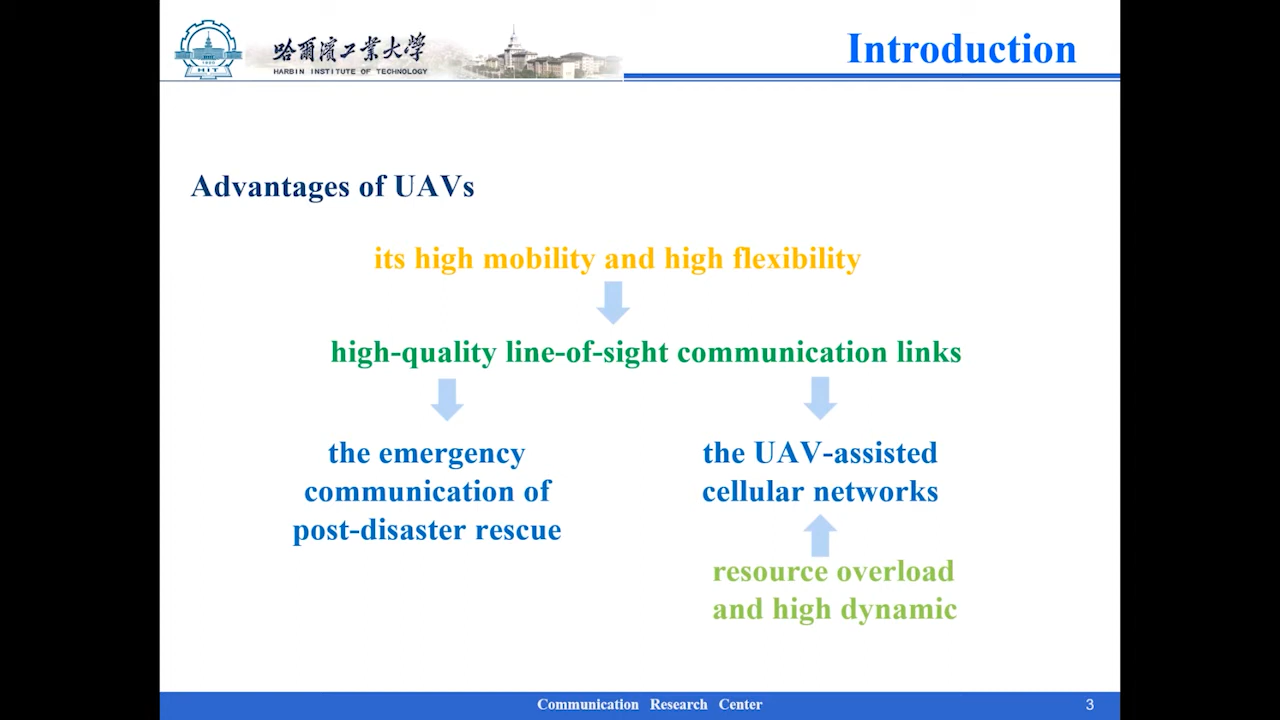 哈爾濱工業大學
HARBIN INSTITUTE OF TECHNOLOGY
1920
HIT
Introduction
Advantages of UAVs
its high mobility and high flexibility
high-quality line-of-sight communication links
the emergency
communication of
post-disaster rescue
the UAV-assisted
cellular networks
resource overload
and high dynamic
Communication Research Center
3